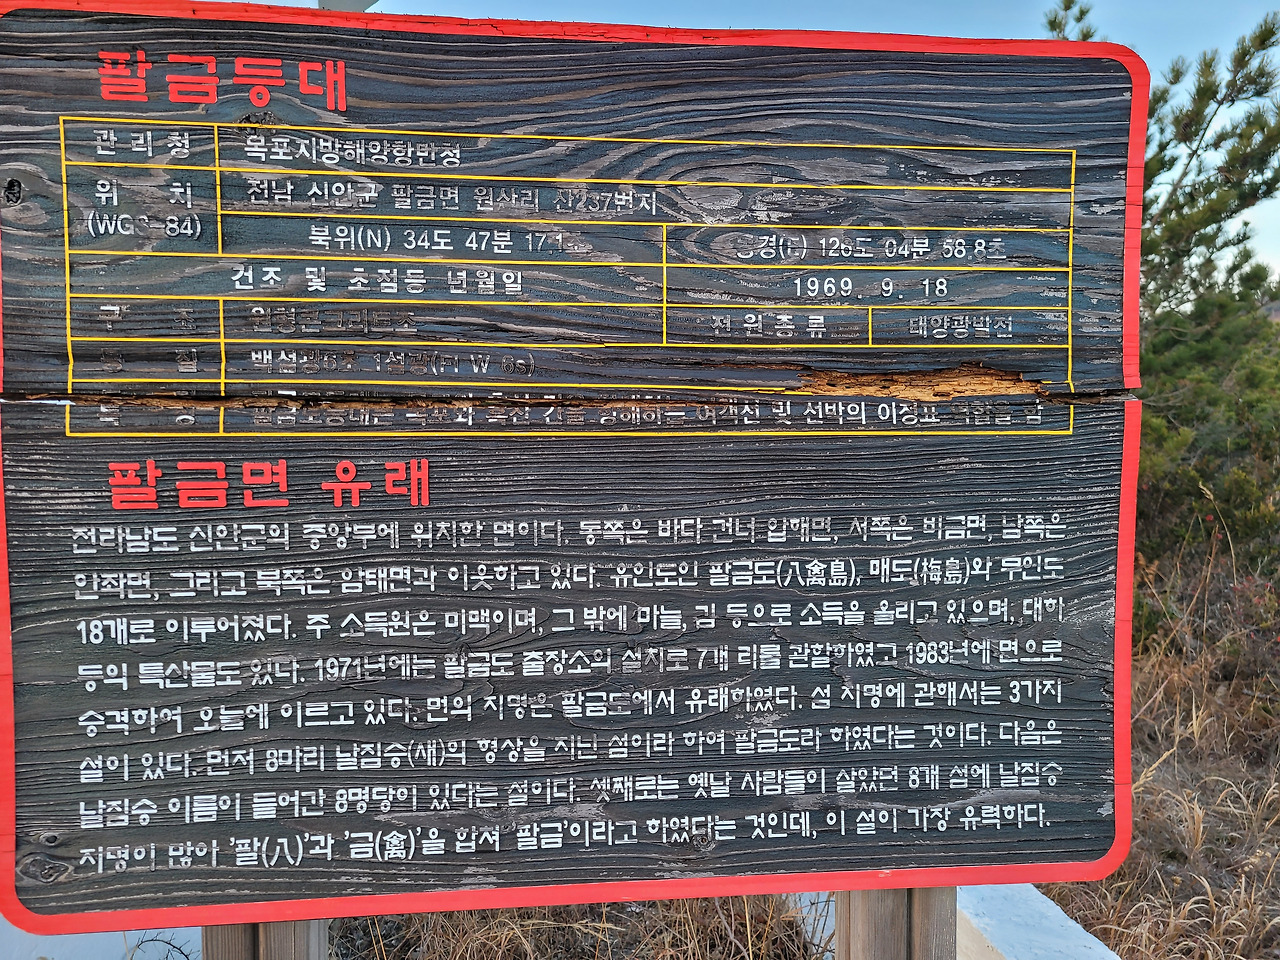 팔금등대
관리청 목포지방해양항만청
위 치 전남 신안군 팔금면 원산리 산237번지
(WGS-84) 북위(N) 34도 47분 17.1 동경(E) 126도 04분 58.8초
건조 및 초점등 년월일 1969. 9. 18
구 조 원형콘크리트조 전원종류 태양광발전
등 질 백섬광6초 1섬광(Fl W 6s)
특 징 여객선 및 선박의 이정표 역할을 함
팔금면 유래
전라남도 신안군의 중앙부에 위치한 면이다. 동쪽은 바다 건너 압해면, 서쪽은 비금면, 남쪽은
안좌면, 그리고 북쪽은 암태면과 이웃하고 있다. 유인도인 팔금도(八禽島), 매도(梅島)와 무인도
18개로 이루어졌다. 주 소득원은 미맥이며, 그 밖에 마늘, 김 등으로 소득을 올리고 있으며, 대하
등의 특산물도 있다. 1971년에는 팔금도 출장소의 설치로 7개 리를 관할하였고 1983년에 면으로
승격하여 오늘에 이르고 있다. 면의 지명은 팔금도에서 유래하였다. 섬 지명에 관해서는 3가지
설이 있다. 먼저 8마리 날짐승(새)의 형상을 지닌 섬이라 하여 팔금도라 하였다는 것이다. 다음은
날짐승 이름이 들어간 8명당이 있다는 설이다. 셋째로는 옛날 사람들이 살았던 8개 섬에 날짐승
지명이 많아 '팔(八)'과 '금(禽)'을 합쳐 '팔금'이라고 하였다는 것인데, 이 설이 가장 유력하다.